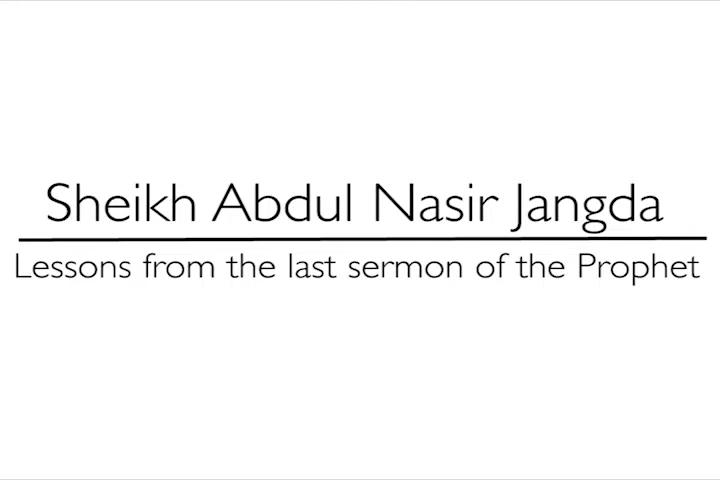 Sheikh Abdul Nasir Jangda
Lessons from the last sermon of the Prophet